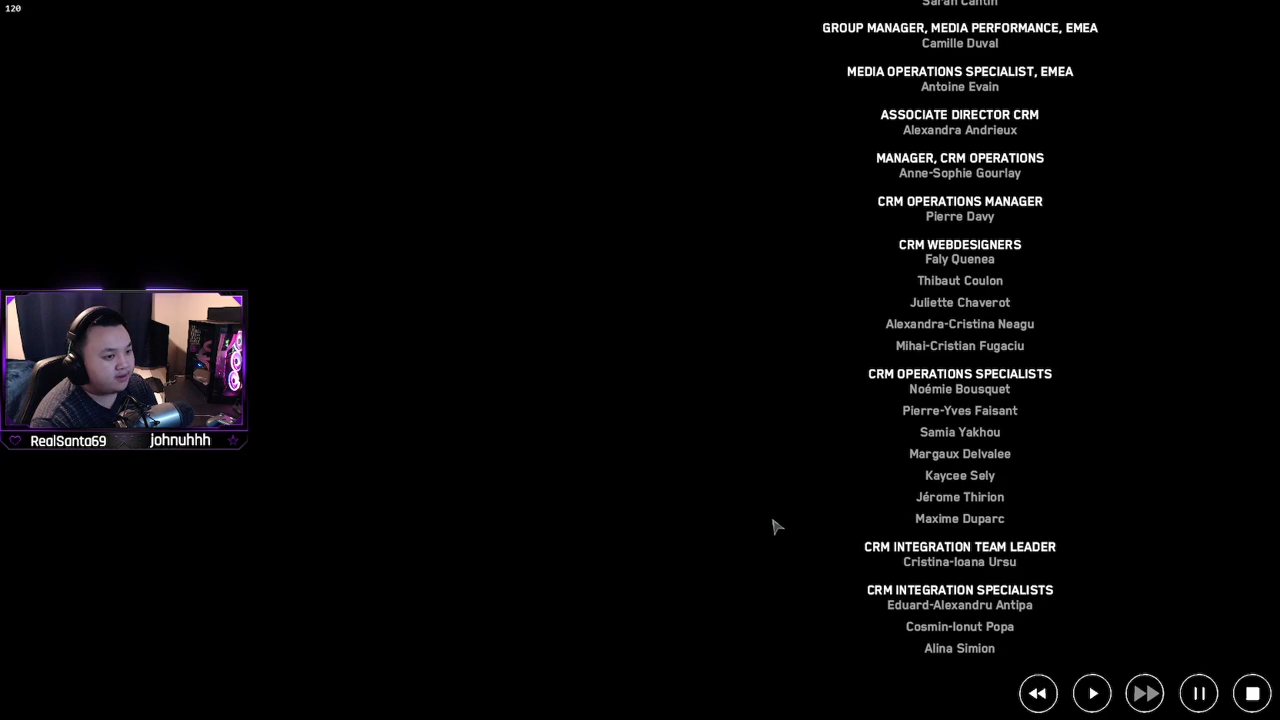 120
Sarah Cantin
GROUP MANAGER, MEDIA PERFORMANCE, EMEA
Camille Duval
MEDIA OPERATIONS SPECIALIST, EMEA
Antoine Evain
ASSOCIATE DIRECTOR CRM
Alexandra Andrieux
MANAGER, CRM OPERATIONS
Anne-Sophie Gourlay
CRM OPERATIONS MANAGER
Pierre Davy
CRM WEBDESIGNERS
Faly Quenea
Thibaut Coulon
Juliette Chaverot
Alexandra-Cristina Neagu
Mihai-Cristian Fugaciu
CRM OPERATIONS SPECIALISTS
Noémie Bousquet
Pierre-Yves Faisant
Samia Yakhou
Margaux Delvalee
Kaycee Sely
Jérome Thirion
Maxime Duparc
CRM INTEGRATION TEAM LEADER
Cristina-Ioana Ursu
CRM INTEGRATION SPECIALISTS
Eduard-Alexandru Antipa
Cosmin-Ionut Popa
Alina Simion
RealSanta69
johnuhhh